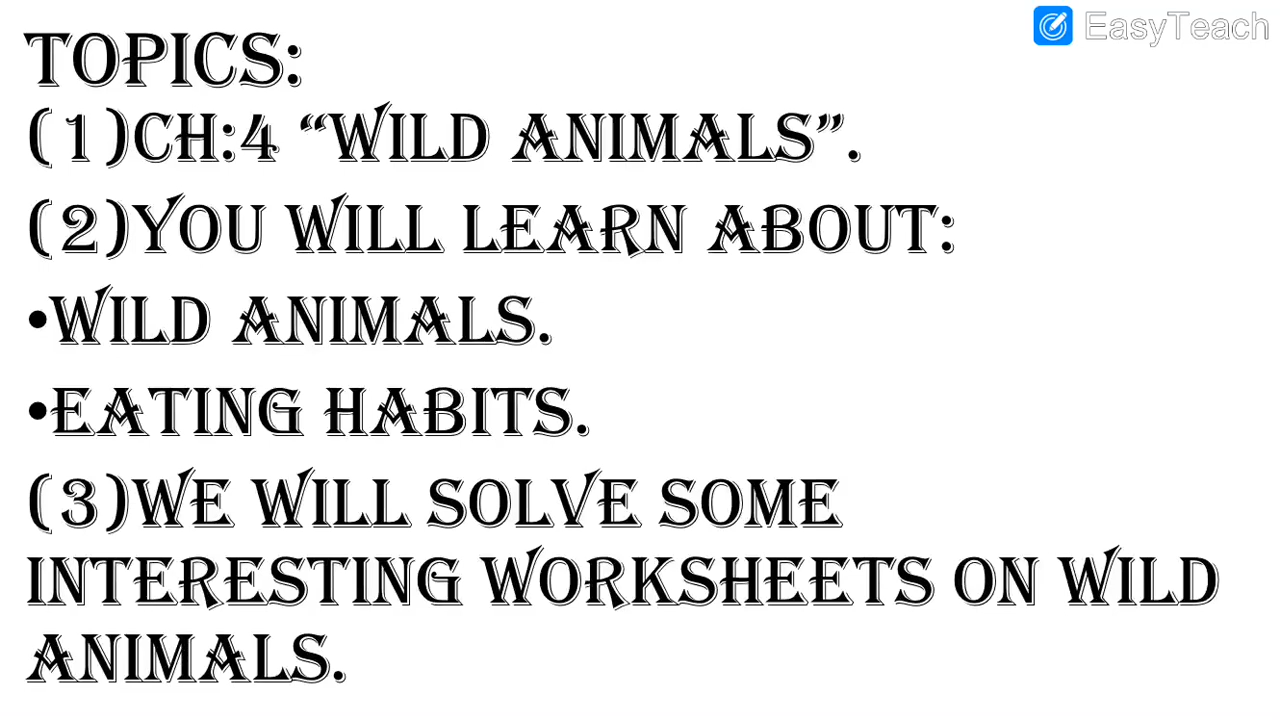 EasyTeach
TOPICS:
(1)CH:4 “WILD ANIMALS”.
(2)YOU WILL LEARN ABOUT:
•WILD ANIMALS.
•EATING HABITS.
(3)WE WILL SOLVE SOME
INTERESTING WORKSHEETS ON WILD
ANIMALS.